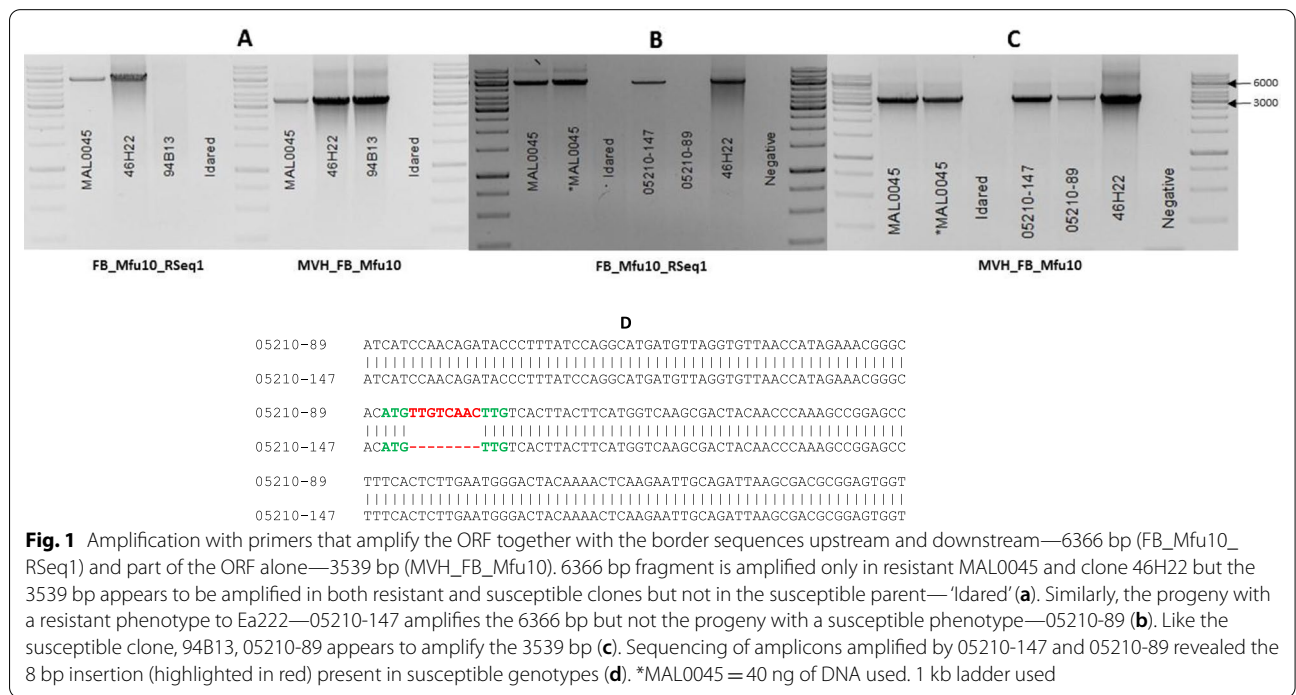 A
B
C
MAL0045
46H22
94B13
Idared
MAL0045
46H22
94B13
Idared
MAL0045
*MAL0045
Idared
05210-147
05210-89
46H22
Negative
MAL0045
*MAL0045
Idared
05210-147
05210-89
46H22
Negative
6000
3000
FB_Mfu10_RSeq1
MVH_FB_Mfu10
FB_Mfu10_RSeq1
MVH_FB_Mfu10
D
05210-89 ATCATCCAACAGATACCCTTTATCCAGGCATGATGTTAGGTGTTAACCATAGAAACGGGC
||||||||||||||||||||||||||||||||||||||||||||||||||||||||||||
05210-147 ATCATCCAACAGATACCCTTTATCCAGGCATGATGTTAGGTGTTAACCATAGAAACGGGC
05210-89 ACATGTTGTCAACTTGTCACTTACTTCATGGTCAAGCGACTACAACCCAAAGCCGGAGCC
||||| |||||||||||||||||||||||||||||||||||||||||||||||
05210-147 ACATG--------TTGTCACTTACTTCATGGTCAAGCGACTACAACCCAAAGCCGGAGCC
05210-89 TTTCACTCTTGAATGGGACTACAAAACTCAAGAATTGCAGATTAAGCGACGCGGAGTGGT
||||||||||||||||||||||||||||||||||||||||||||||||||||||||||||
05210-147 TTTCACTCTTGAATGGGACTACAAAACTCAAGAATTGCAGATTAAGCGACGCGGAGTGGT
Fig. 1 Amplification with primers that amplify the ORF together with the border sequences upstream and downstream—6366 bp (FB_Mfu10_
RSeq1) and part of the ORF alone—3539 bp (MVH_FB_Mfu10). 6366 bp fragment is amplified only in resistant MAL0045 and clone 46H22 but the
3539 bp appears to be amplified in both resistant and susceptible clones but not in the susceptible parent— 'Idared' (a). Similarly, the progeny with
a resistant phenotype to Ea222—05210-147 amplifies the 6366 bp but not the progeny with a susceptible phenotype—05210-89 (b). Like the
susceptible clone, 94B13, 05210-89 appears to amplify the 3539 bp (c). Sequencing of amplicons amplified by 05210-147 and 05210-89 revealed the
8 bp insertion (highlighted in red) present in susceptible genotypes (d). *MAL0045 = 40 ng of DNA used. 1 kb ladder used